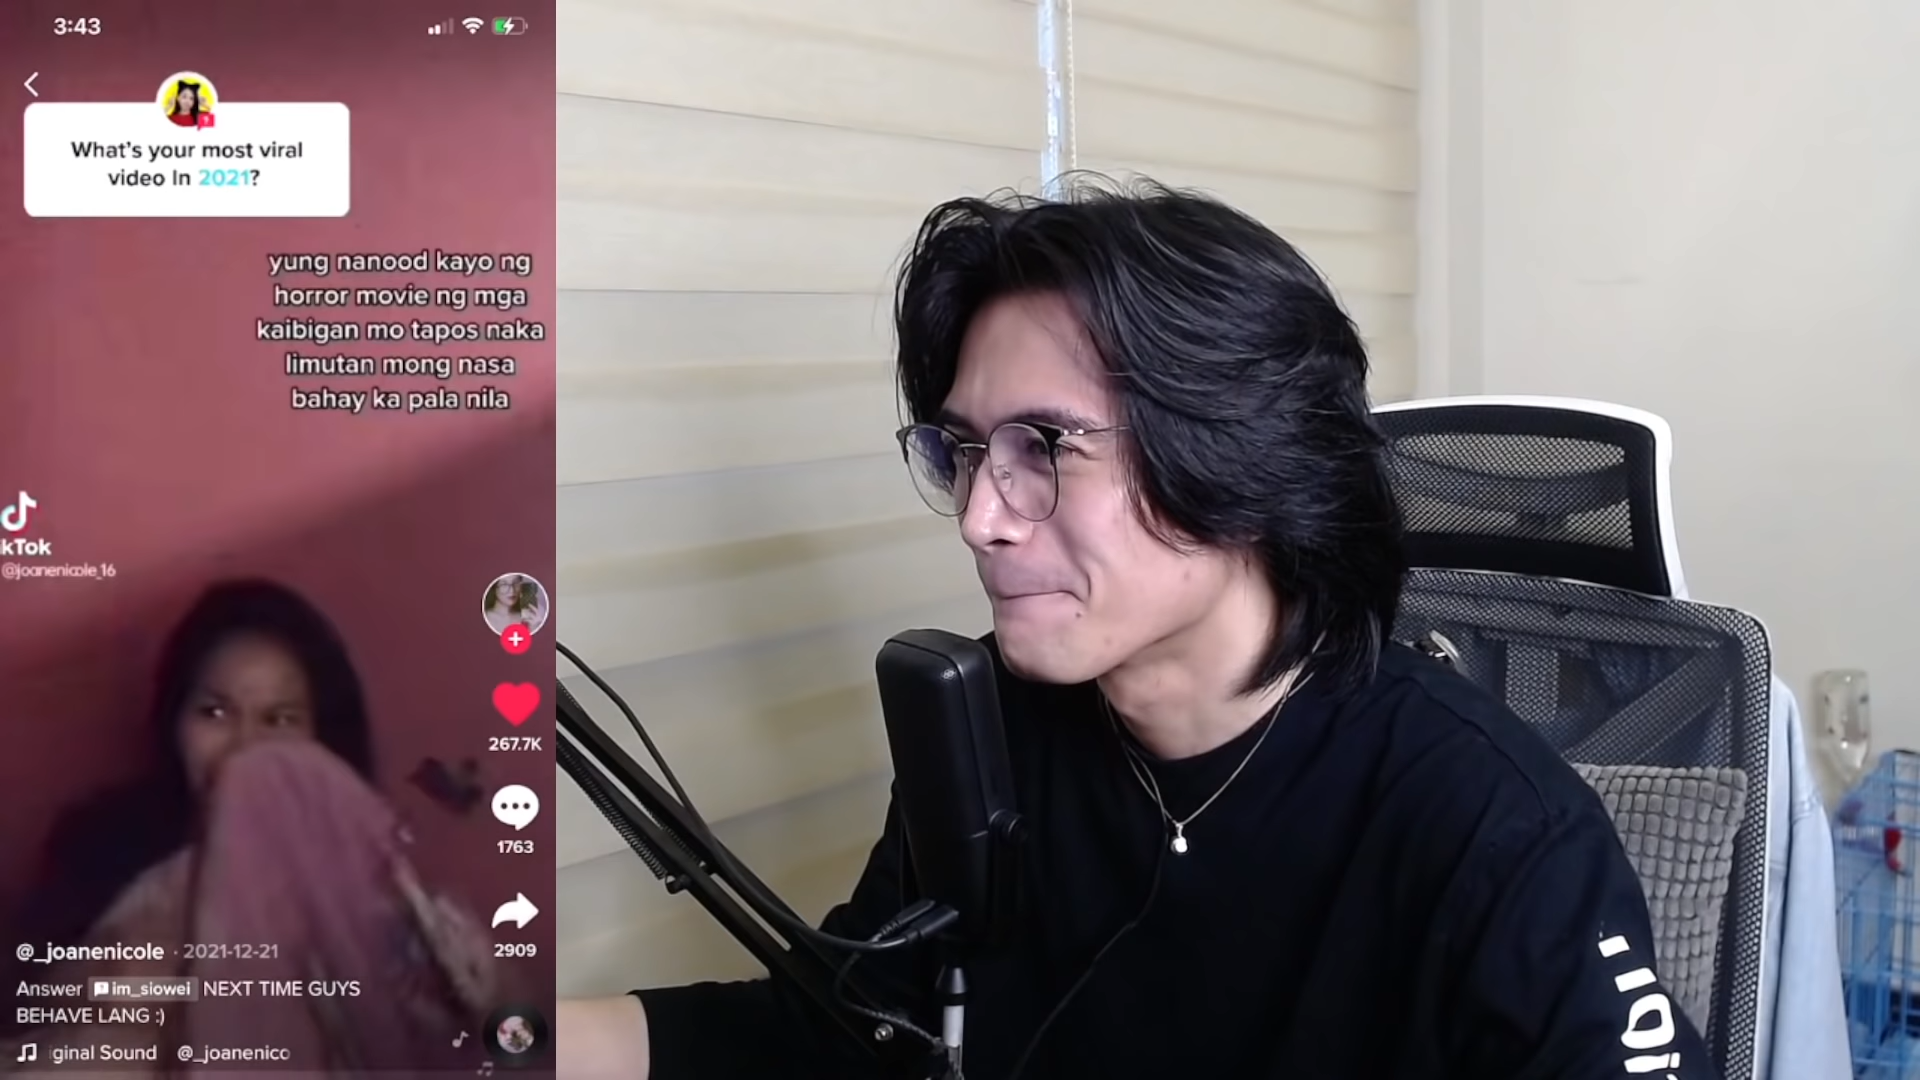 3:43
What's your most viral
video In 2021?
yung nanood kayo ng
horror movie ng mga
kaibigan mo tapos naka
limutan mong nasa
bahay ka pala nila
kTok
@joanenicole_16
267.7K
1763
2909
@_joanenicole · 2021-12-21
Answer im_siowei NEXT TIME GUYS
BEHAVE LANG :)
iginal Sound @_joanenico